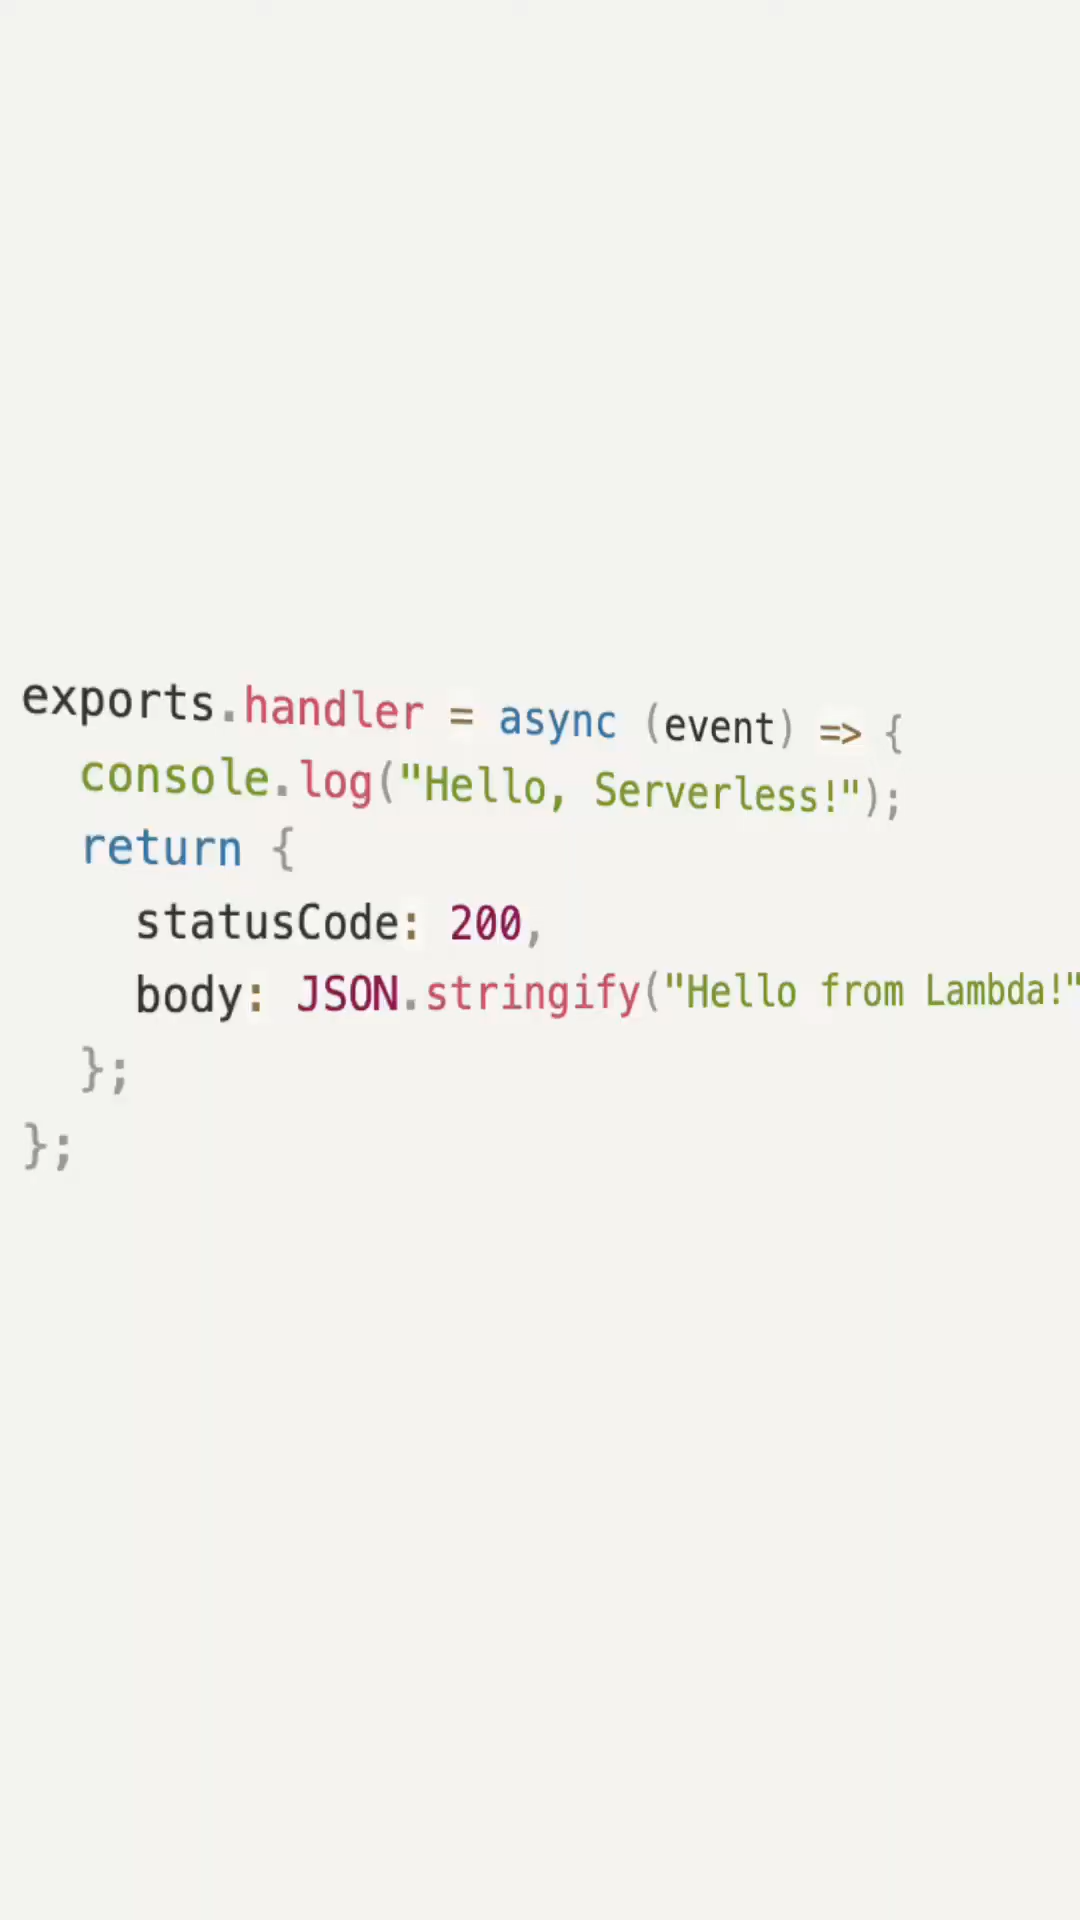 exports.handler = async (event) => {
  console.log("Hello, Serverless!");
  return {
    statusCode: 200,
    body: JSON.stringify("Hello from Lambda!"
  };
};